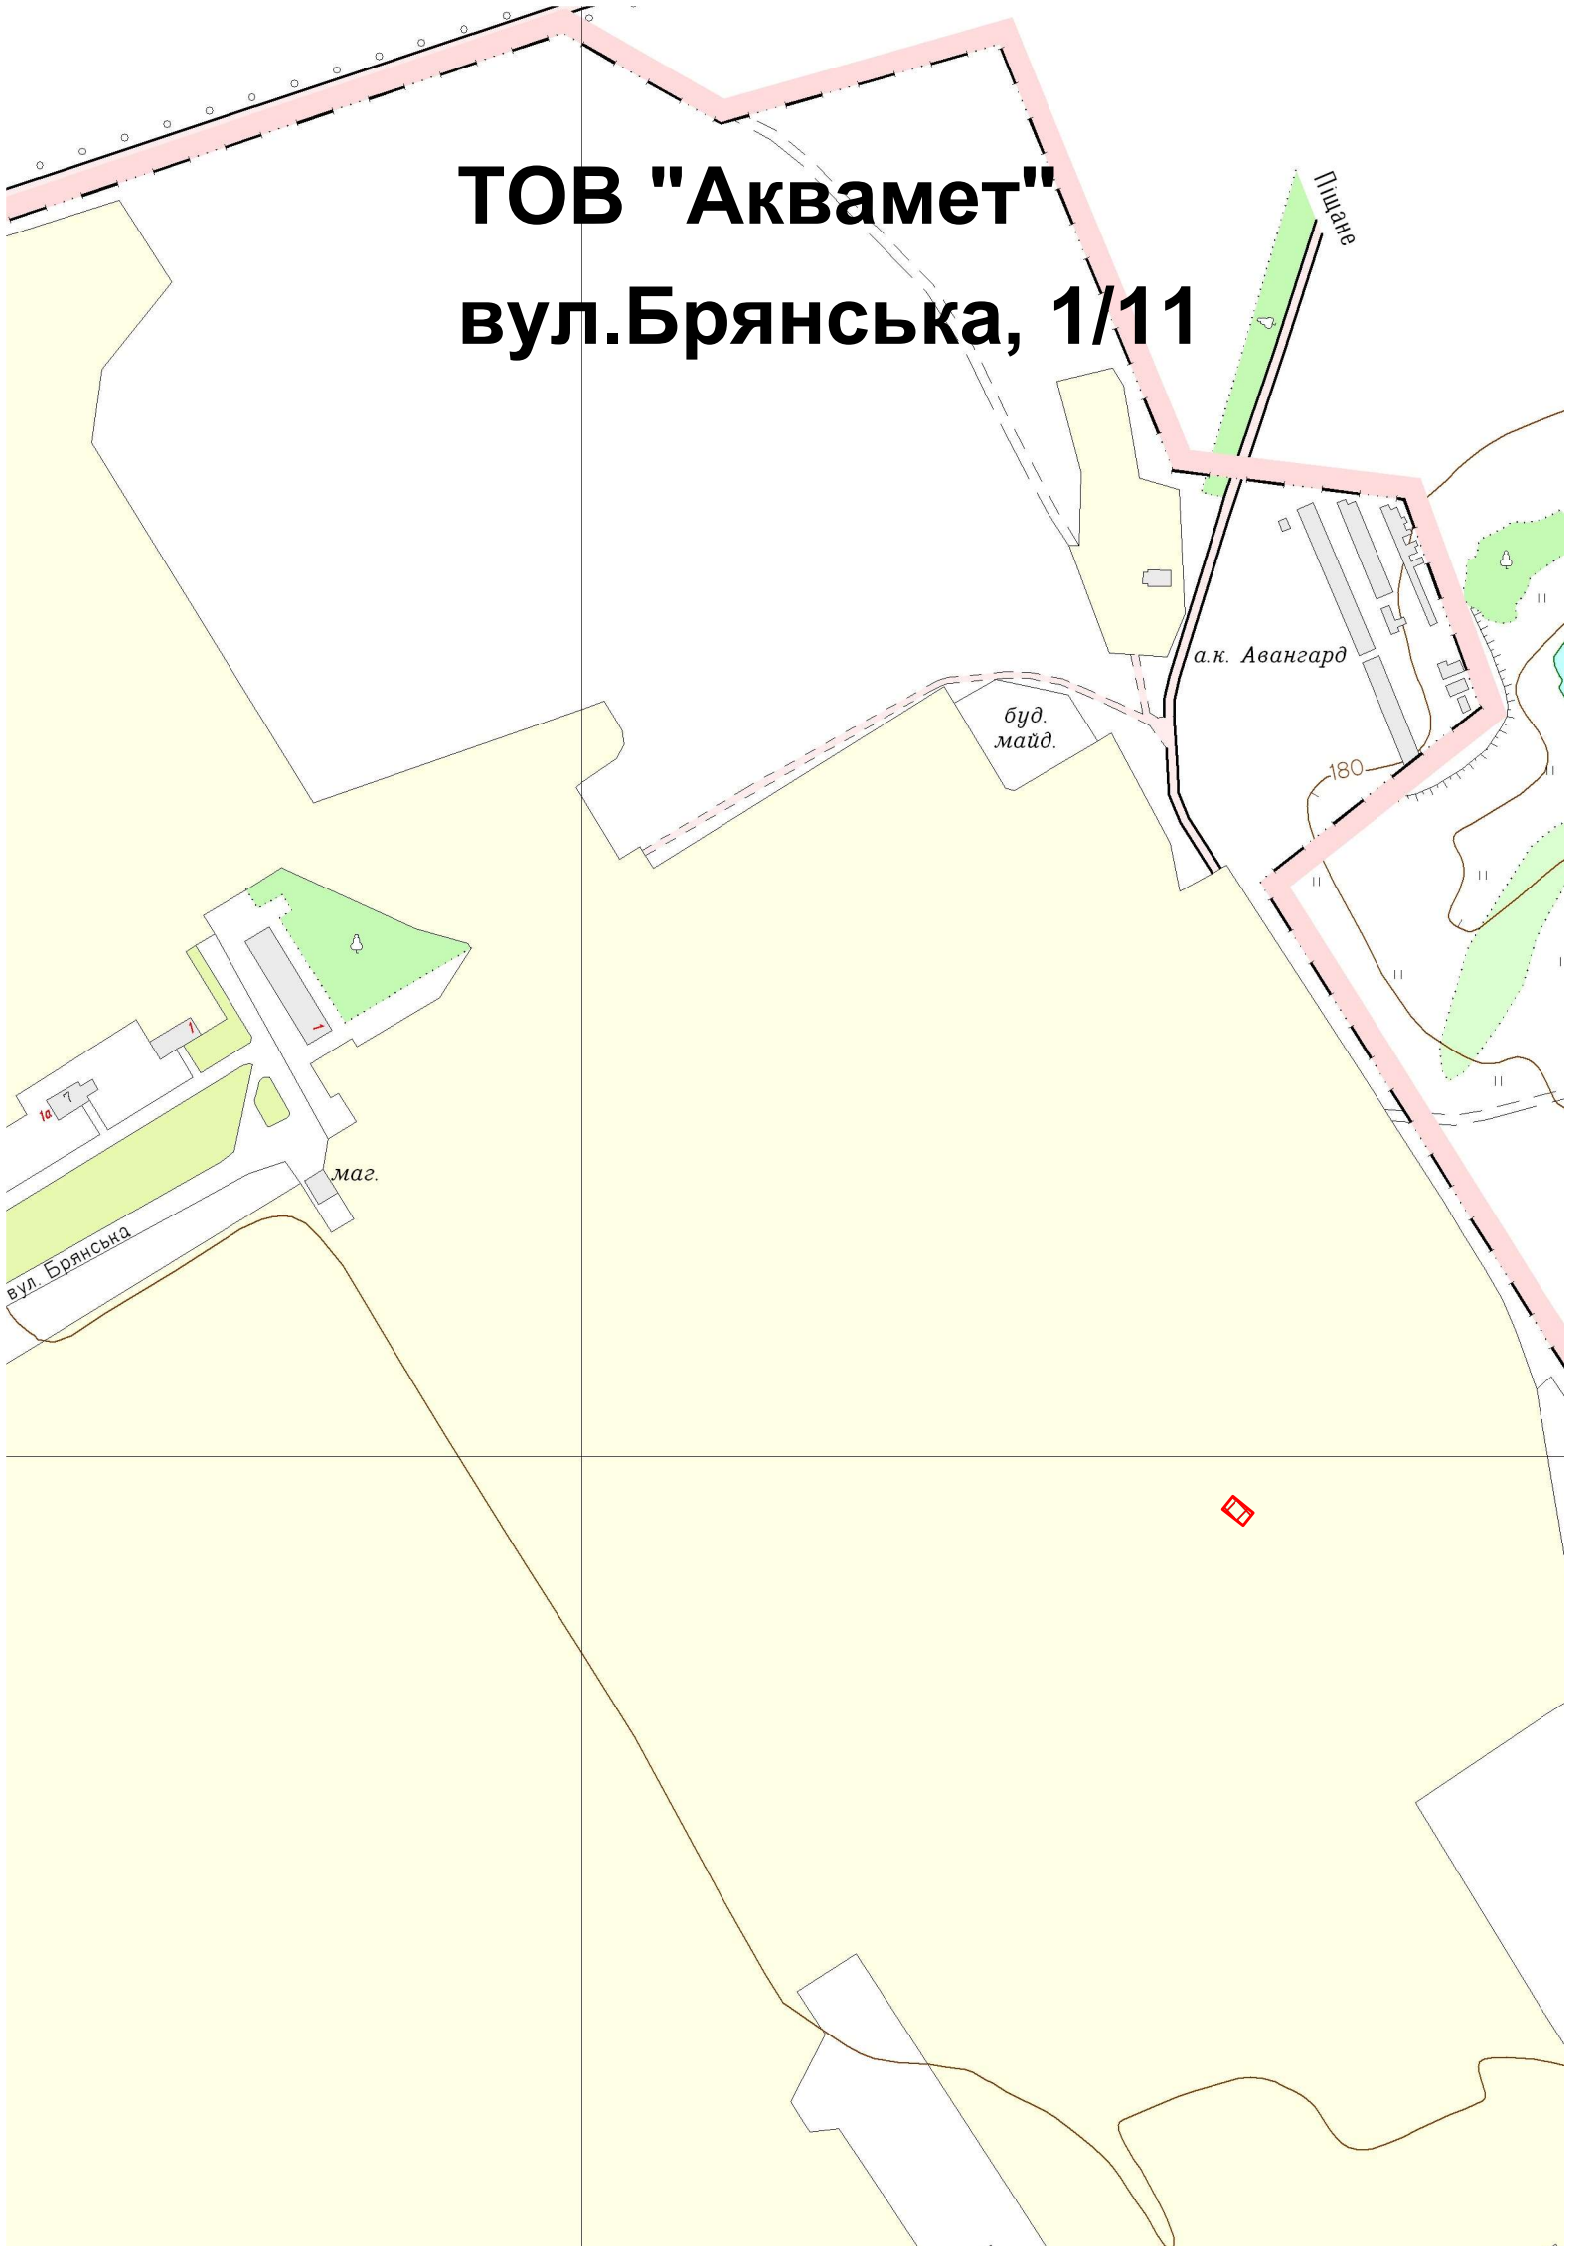 ТОВ "Аквамет"
вул.Брянська, 1/11
Піщане
а.к. Авангард
буд.
майд.
180
1
1
7
1а
маг.
вул. Брянська